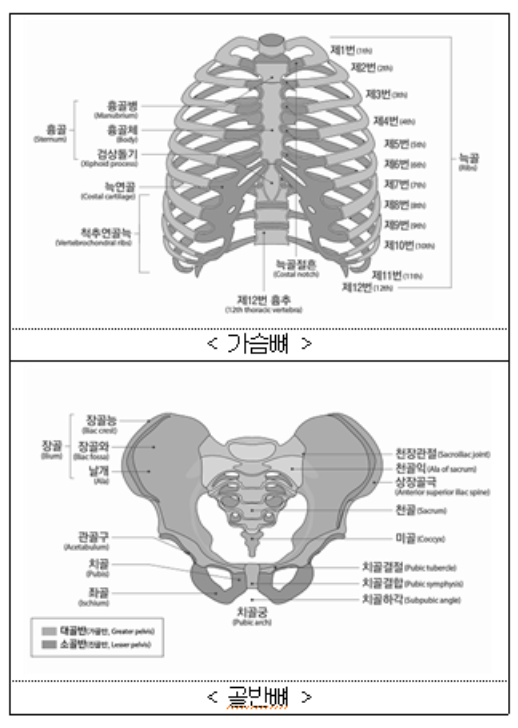 제1번 (1th)
제2번 (2th)
제3번 (3th)
제4번 (4th)
제5번 (5th)
제6번 (6th)
제7번 (7th)
제8번 (8th)
제9번 (9th)
제10번 (10th)
제11번 (11th)
제12번 (12th)
늑골
(Ribs)
흉골
(Sternum)
흉골병
(Manubrium)
흉골체
(Body)
검상돌기
(Xiphoid process)
늑연골
(Costal cartilage)
척추연골늑
(Vertebrochondral ribs)
늑골절흔
(Costal notch)
제12번 흉추
(12th thoracic vertebra)
< 가슴뼈 >
장골
(Ilium)
장골능
(Iliac crest)
장골와
(Iliac fossa)
날개
(Ala)
관골구
(Acetabulum)
치골
(Pubis)
좌골
(Ischium)
천장관절 (Sacroiliac joint)
천골익 (Ala of sacrum)
상장골극
(Anterior superior iliac spine)
천골 (Sacrum)
미골 (Coccyx)
치골결절 (Pubic tubercle)
치골결합 (Pubic symphysis)
치골하각 (Subpubic angle)
치골궁
(Pubic arch)
대골반 (가골반, Greater pelvis)
소골반 (진골반, Lesser pelvis)
< 골반뼈 >